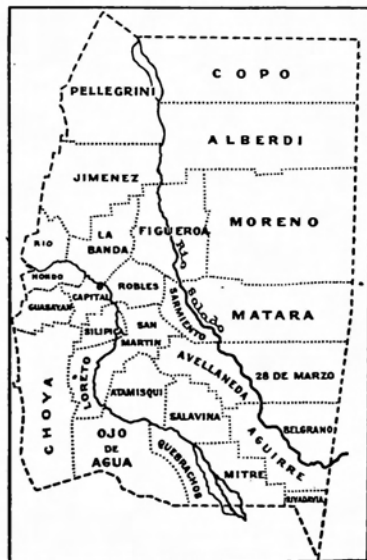 COPO
PELLEGRINI
ALBERDI
JIMENEZ
MORENO
FIGUEROA
LA
BANDA
RIO
HONDO
Rio Salado
ROBLES
CAPITAL
GUASAYAN
SARMIENTO
MATARA
SILIPICA
SAN
MARTIN
AVELLANEDA
28 DE MARZO
LORETO
CHOYA
ATAMISQUI
SALAVINA
BELGRANO
AGUIRRE
OJO
DE
AGUA
QUEBRACHOS
MITRE
RIVADAVIA